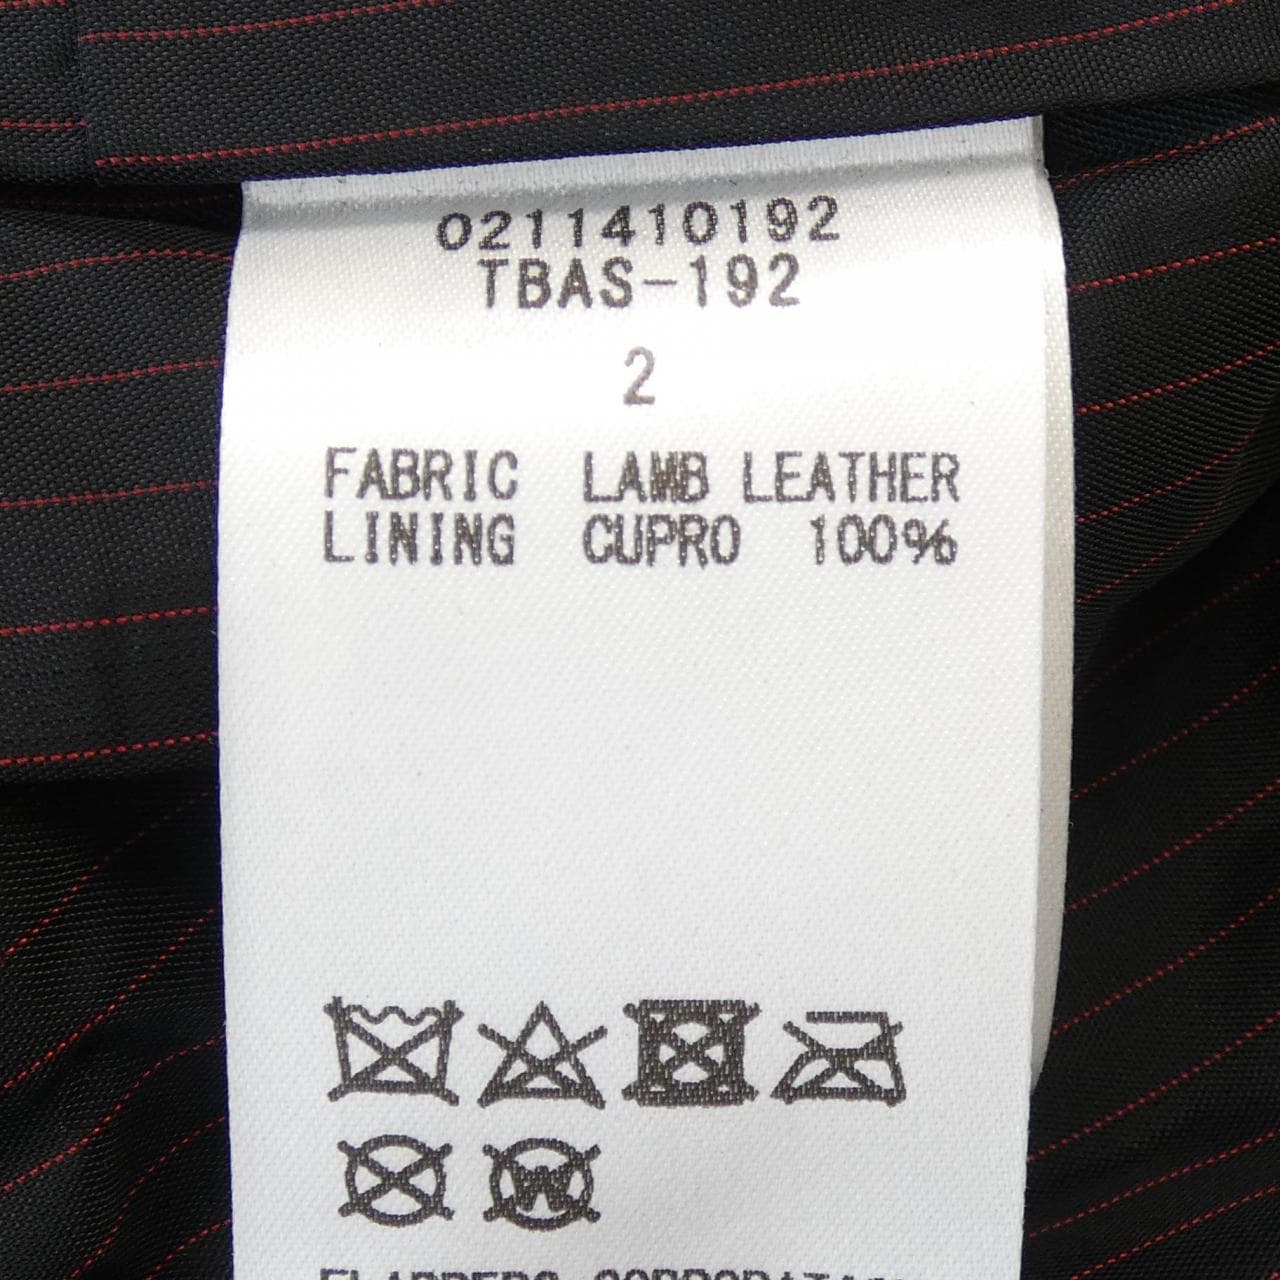 0211410192
TBAS-192
2
FABRIC LAMB LEATHER
LINING CUPRO 100%
W